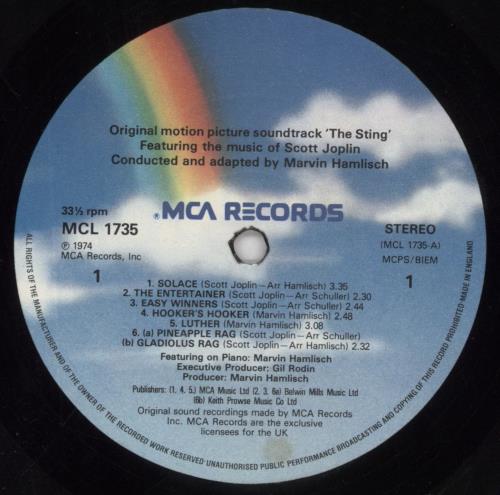 Original motion picture soundtrack 'The Sting'
Featuring the music of Scott Joplin
Conducted and adapted by Marvin Hamlisch
33⅓ rpm
MCL 1735
℗ 1974
MCA Records, Inc
1
® MCA RECORDS
STEREO
(MCL 1735-A)
MCPS/BIEM
1
1. SOLACE (Scott Joplin—Arr Hamlisch) 3.35
2. THE ENTERTAINER (Scott Joplin—Arr Schuller) 2.30
3. EASY WINNERS (Scott Joplin—Arr Schuller) 2.44
4. HOOKER'S HOOKER (Marvin Hamlisch) 2.48
5. LUTHER (Marvin Hamlisch) 3.08
6. (a) PINEAPPLE RAG (Scott Joplin—Arr Schuller)
(b) GLADIOLUS RAG (Scott Joplin—Arr Hamlisch) 2.32
Featuring on Piano: Marvin Hamlisch
Executive Producer: Gil Rodin
Producer: Marvin Hamlisch
Publishers: (1. 4. 5.) MCA Music Ltd (2. 3. 6a) Belwin Mills Music Ltd
(6b) Keith Prowse Music Co Ltd
Original sound recordings made by MCA Records
Inc. MCA Records are the exclusive
licensees for the UK
ALL RIGHTS OF THE MANUFACTURER AND OF THE OWNER OF THE RECORDED WORK RESERVED·UNAUTHORISED PUBLIC PERFORMANCE BROADCASTING AND COPYING OF THIS RECORD PROHIBITED·MADE IN ENGLAND